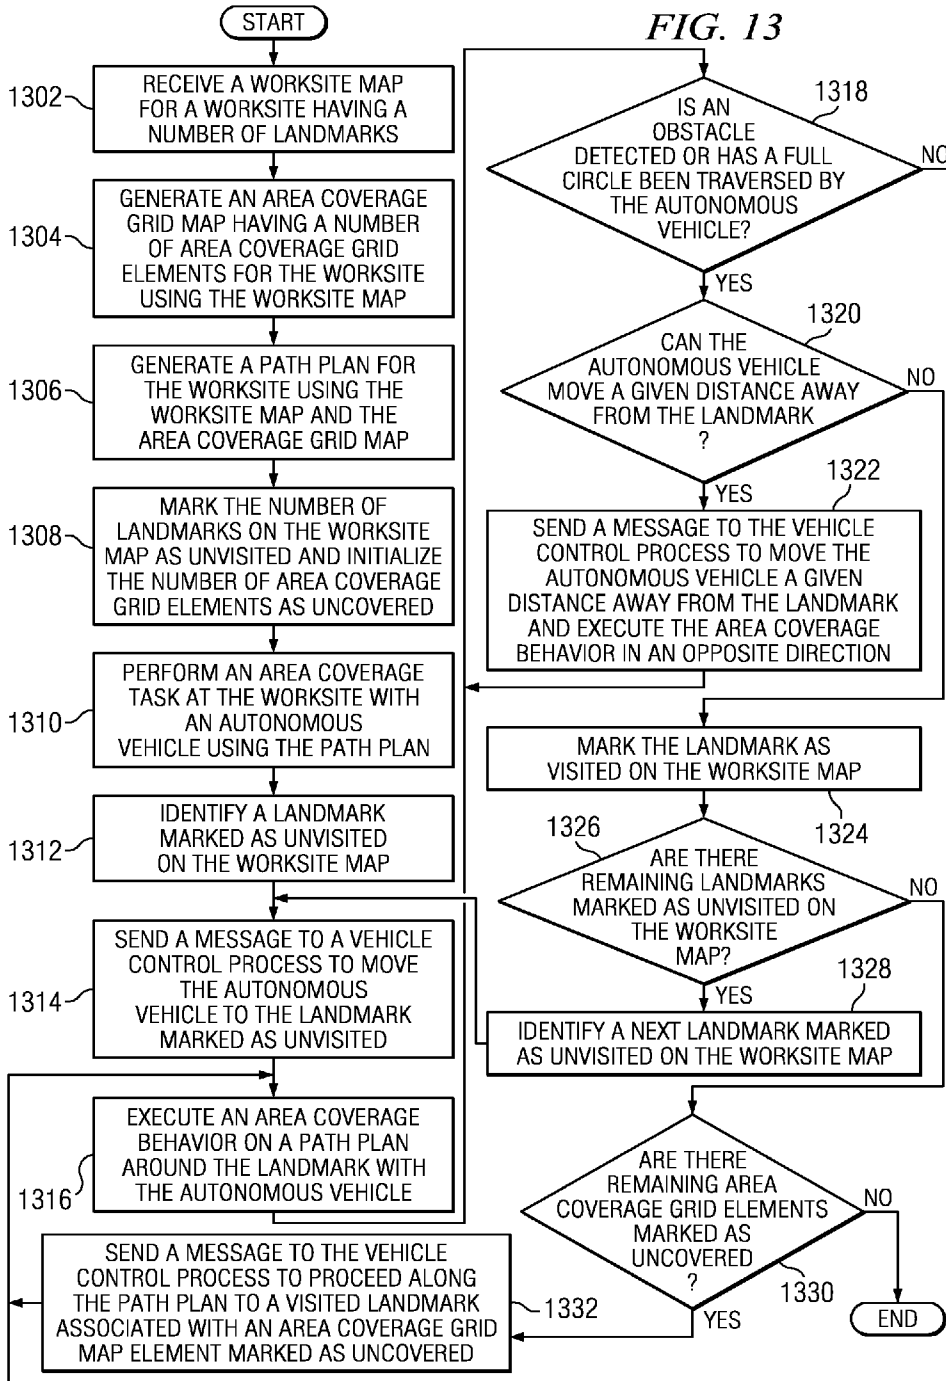 FIG. 13
START
1302
RECEIVE A WORKSITE MAP
FOR A WORKSITE HAVING A
NUMBER OF LANDMARKS
1304
GENERATE AN AREA COVERAGE
GRID MAP HAVING A NUMBER
OF AREA COVERAGE GRID
ELEMENTS FOR THE WORKSITE
USING THE WORKSITE MAP
1306
GENERATE A PATH PLAN FOR
THE WORKSITE USING THE
WORKSITE MAP AND THE
AREA COVERAGE GRID MAP
1308
MARK THE NUMBER OF
LANDMARKS ON THE WORKSITE
MAP AS UNVISITED AND INITIALIZE
THE NUMBER OF AREA COVERAGE
GRID ELEMENTS AS UNCOVERED
1310
PERFORM AN AREA COVERAGE
TASK AT THE WORKSITE WITH
AN AUTONOMOUS
VEHICLE USING THE PATH PLAN
1312
IDENTIFY A LANDMARK
MARKED AS UNVISITED
ON THE WORKSITE MAP
1314
SEND A MESSAGE TO A VEHICLE
CONTROL PROCESS TO MOVE
THE AUTONOMOUS
VEHICLE TO THE LANDMARK
MARKED AS UNVISITED
1316
EXECUTE AN AREA COVERAGE
BEHAVIOR ON A PATH PLAN
AROUND THE LANDMARK WITH
THE AUTONOMOUS VEHICLE
1318
IS AN
OBSTACLE
DETECTED OR HAS A FULL
CIRCLE BEEN TRAVERSED BY
THE AUTONOMOUS
VEHICLE?
NO
YES
1320
CAN THE
AUTONOMOUS VEHICLE
MOVE A GIVEN DISTANCE AWAY
FROM THE LANDMARK
?
NO
YES
1322
SEND A MESSAGE TO THE VEHICLE
CONTROL PROCESS TO MOVE THE
AUTONOMOUS VEHICLE A GIVEN
DISTANCE AWAY FROM THE LANDMARK
AND EXECUTE THE AREA COVERAGE
BEHAVIOR IN AN OPPOSITE DIRECTION
MARK THE LANDMARK AS
VISITED ON THE WORKSITE MAP
1324
1326
ARE THERE
REMAINING LANDMARKS
MARKED AS UNVISITED ON
THE WORKSITE
MAP?
NO
YES
1328
IDENTIFY A NEXT LANDMARK MARKED
AS UNVISITED ON THE WORKSITE MAP
ARE THERE
REMAINING AREA
COVERAGE GRID ELEMENTS
MARKED AS
UNCOVERED
?
1330
NO
YES
END
SEND A MESSAGE TO THE VEHICLE
CONTROL PROCESS TO PROCEED ALONG
THE PATH PLAN TO A VISITED LANDMARK
ASSOCIATED WITH AN AREA COVERAGE GRID
MAP ELEMENT MARKED AS UNCOVERED
1332